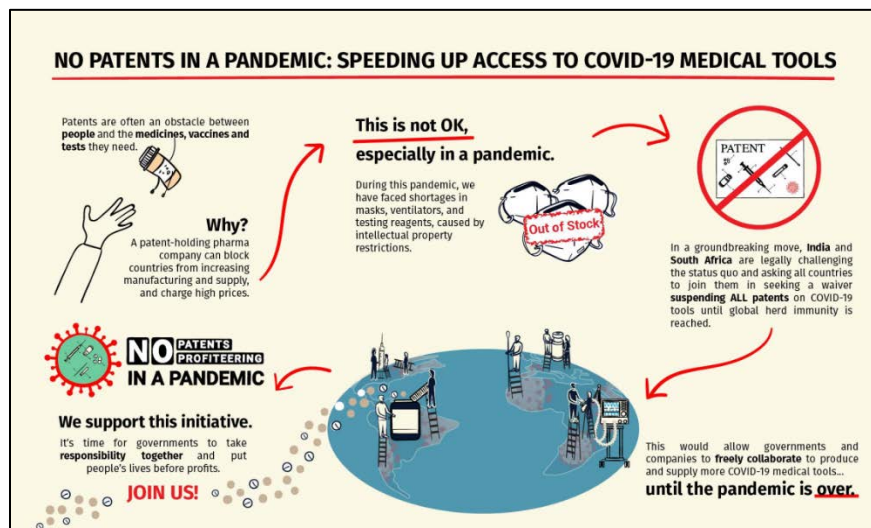 NO PATENTS IN A PANDEMIC: SPEEDING UP ACCESS TO COVID-19 MEDICAL TOOLS
Patents are often an obstacle between
people and the medicines, vaccines and
tests they need.
Why?
A patent-holding pharma
company can block
countries from increasing
manufacturing and supply,
and charge high prices.
This is not OK,
especially in a pandemic.
During this pandemic, we
have faced shortages in
masks, ventilators, and
testing reagents, caused by
intellectual property
restrictions.
Out of Stock
PATENT
In a groundbreaking move, India and
South Africa are legally challenging
the status quo and asking all countries
to join them in seeking a waiver
suspending ALL patents on COVID-19
tools until global herd immunity is
reached.
This would allow governments and
companies to freely collaborate to produce
and supply more COVID-19 medical tools...
until the pandemic is over.
NO PATENTS
PROFITEERING
IN A PANDEMIC
We support this initiative.
It's time for governments to take
responsibility together and put
people's lives before profits.
JOIN US!